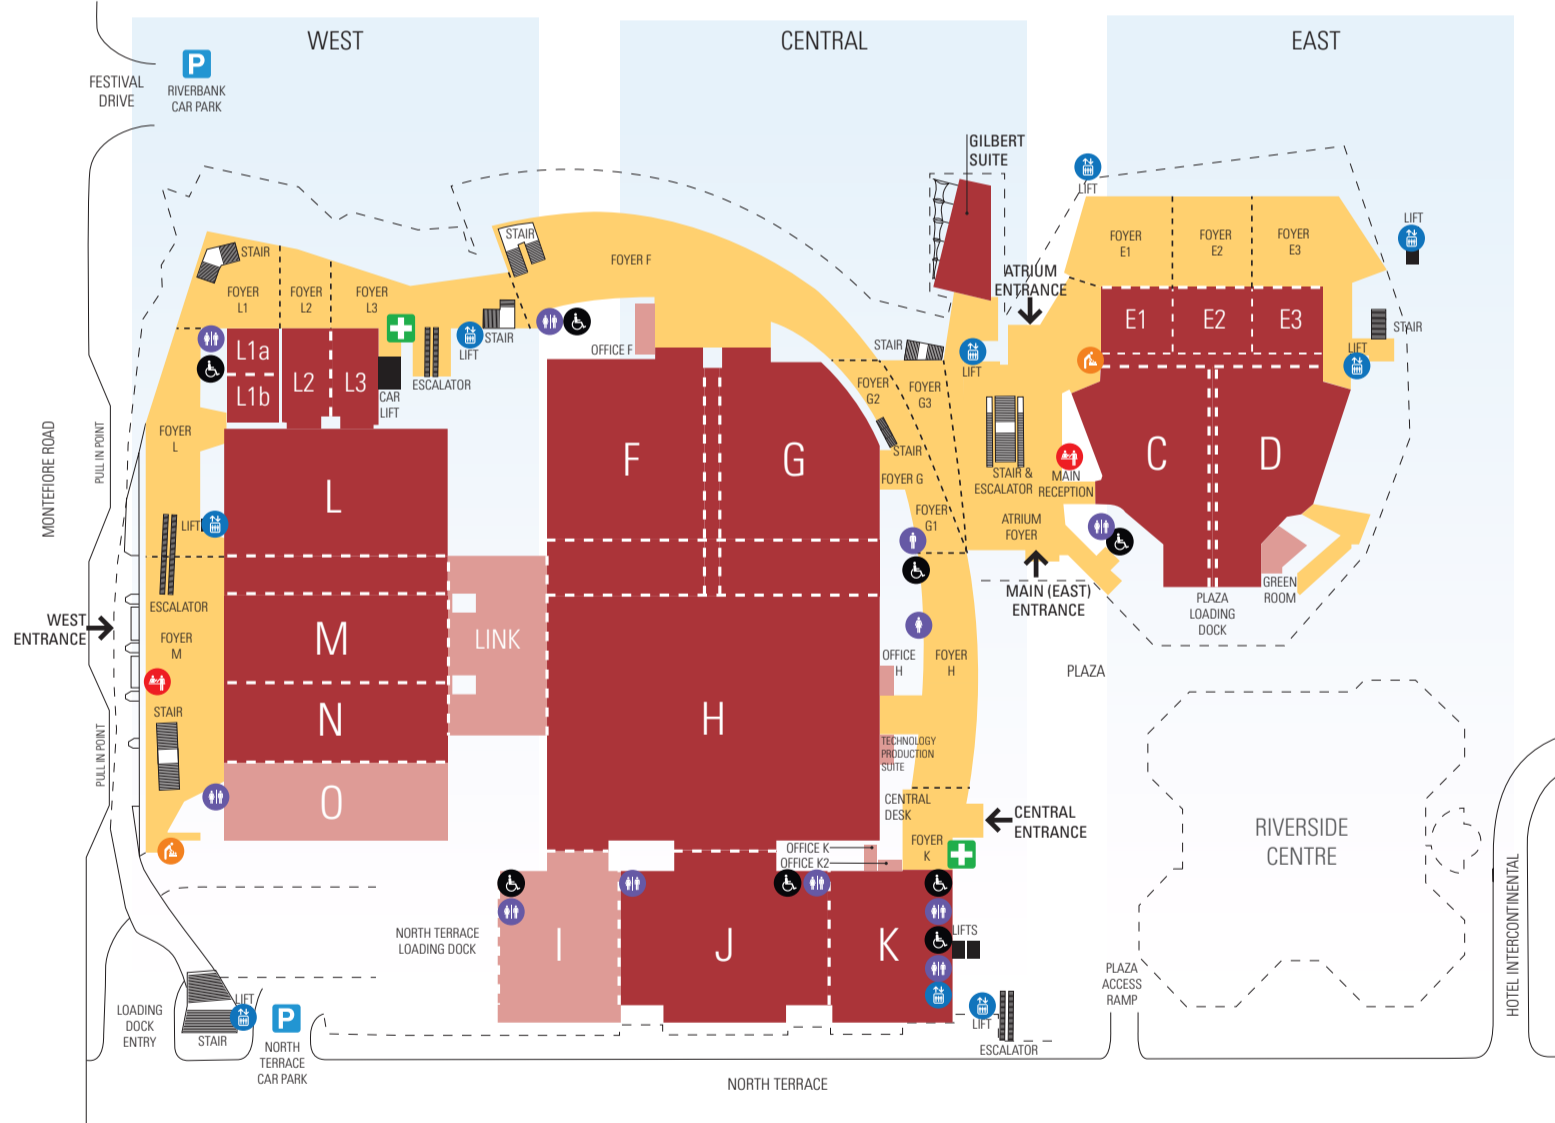 WEST
CENTRAL
EAST
P
RIVERBANK
CAR PARK
FESTIVAL
DRIVE
GILBERT
SUITE
LIFT
LIFT
STAIR
STAIR
FOYER F
FOYER
E1
FOYER
E2
FOYER
E3
ATRIUM
ENTRANCE
FOYER
L1
FOYER
L2
FOYER
L3
E1
E2
E3
STAIR
STAIR
LIFT
OFFICE F
STAIR
LIFT
LIFT
L1a
L1b
L2
L3
ESCALATOR
CAR
LIFT
FOYER
G2
FOYER
G3
FOYER
L
F
G
C
D
STAIR
STAIR &
ESCALATOR
MAIN
RECEPTION
FOYER G
MONTEFIORE ROAD
PULL IN POINT
L
LIFT
FOYER
G1
ATRIUM
FOYER
ESCALATOR
MAIN (EAST)
ENTRANCE
GREEN
ROOM
PLAZA
LOADING
DOCK
WEST
ENTRANCE
FOYER
M
M
LINK
OFFICE
H
FOYER
H
PLAZA
STAIR
N
H
TECHNOLOGY
PRODUCTION
SUITE
PULL IN POINT
O
CENTRAL
DESK
CENTRAL
ENTRANCE
RIVERSIDE
CENTRE
OFFICE K
OFFICE K2
FOYER
K
HOTEL INTERCONTINENTAL
NORTH TERRACE
LOADING DOCK
I
J
K
LIFTS
PLAZA
ACCESS
RAMP
LOADING
DOCK
ENTRY
LIFT
STAIR
P
NORTH
TERRACE
CAR PARK
LIFT
ESCALATOR
NORTH TERRACE